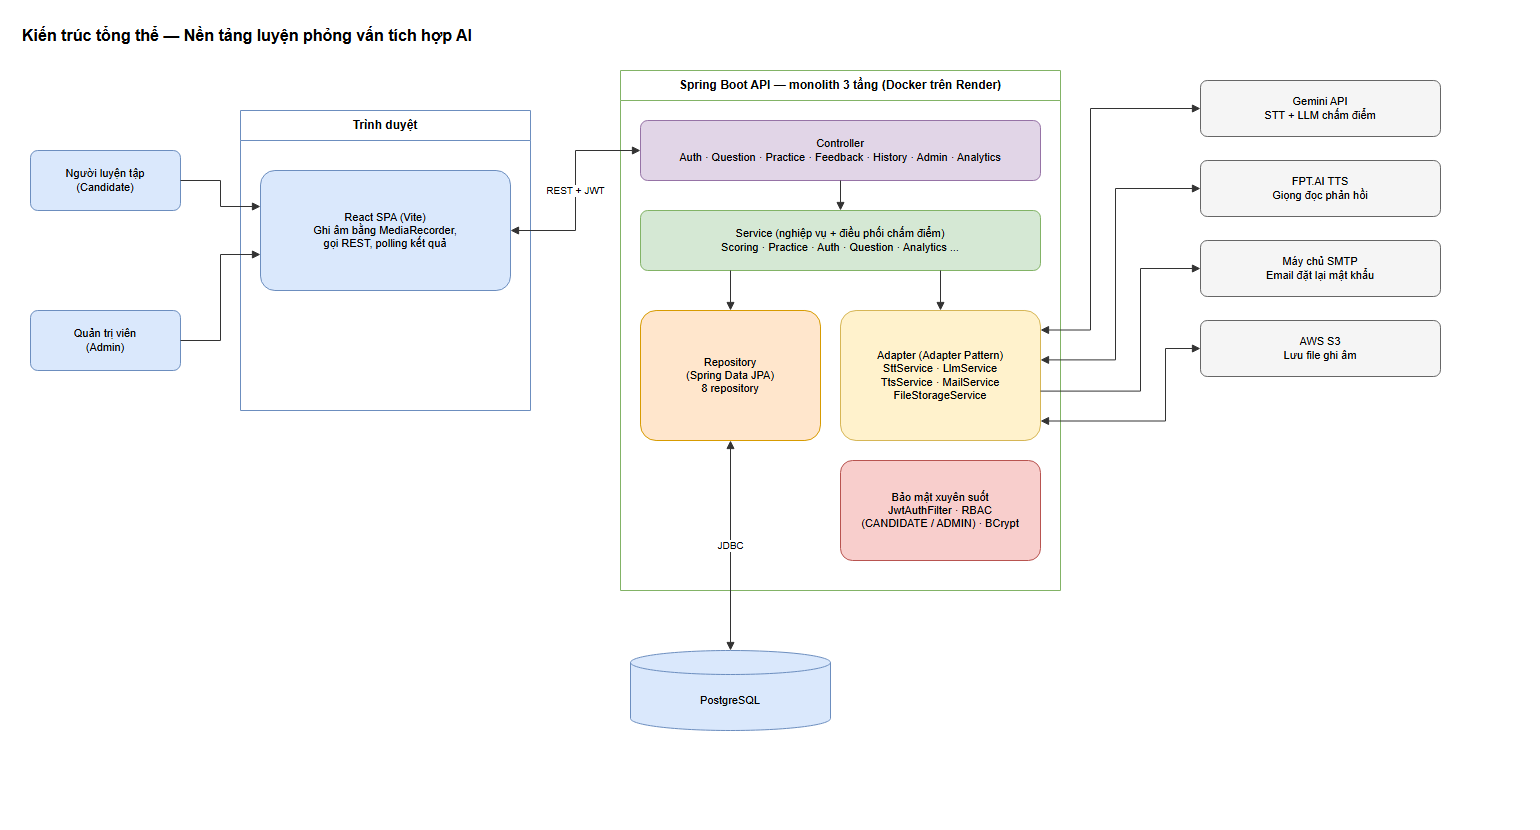 Kiến trúc tổng thể — Nền tảng luyện phỏng vấn tích hợp AI
Trình duyệt
Người luyện tập
(Candidate)
Quản trị viên
(Admin)
React SPA (Vite)
Ghi âm bằng MediaRecorder,
gọi REST, polling kết quả
REST + JWT
Spring Boot API — monolith 3 tầng (Docker trên Render)
Controller
Auth · Question · Practice · Feedback · History · Admin · Analytics
Service (nghiệp vụ + điều phối chấm điểm)
Scoring · Practice · Auth · Question · Analytics ...
Repository
(Spring Data JPA)
8 repository
Adapter (Adapter Pattern)
SttService · LlmService
TtsService · MailService
FileStorageService
Bảo mật xuyên suốt
JwtAuthFilter · RBAC
(CANDIDATE / ADMIN) · BCrypt
JDBC
PostgreSQL
Gemini API
STT + LLM chấm điểm
FPT.AI TTS
Giọng đọc phản hồi
Máy chủ SMTP
Email đặt lại mật khẩu
AWS S3
Lưu file ghi âm